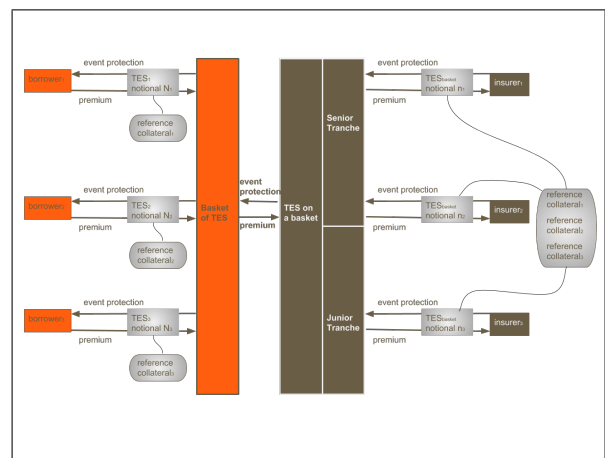 event protection
borrower₁
TES₁
notional N₁
premium
reference
collateral₁
event protection
borrower₂
TES₂
notional N₂
premium
reference
collateral₂
event protection
borrower₃
TES₃
notional N₃
premium
reference
collateral₃
Basket
of TES
event
protection
premium
TES on
a basket
Senior
Tranche
Junior
Tranche
event protection
TESbasket
notional n₁
insurer₁
premium
event protection
TESbasket
notional n₂
insurer₂
premium
event protection
TESbasket
notional n₃
insurer₃
premium
reference
collateral₁
reference
collateral₂
reference
collateral₃